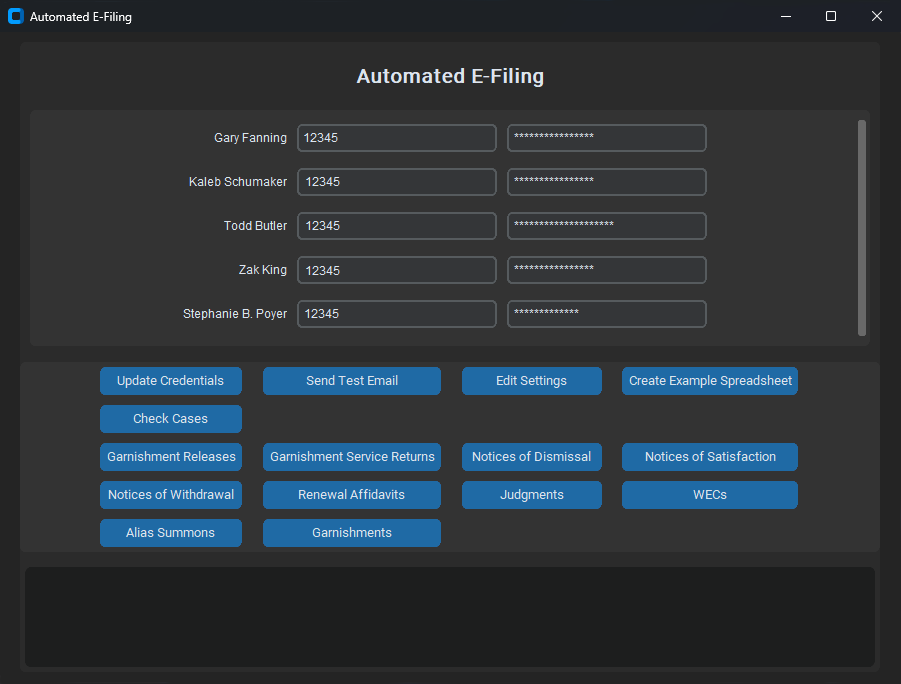 Automated E-Filing
Automated E-Filing
Gary Fanning 12345 ****************
Kaleb Schumaker 12345 ****************
Todd Butler 12345 ********************
Zak King 12345 ****************
Stephanie B. Poyer 12345 *************
Update Credentials Send Test Email Edit Settings Create Example Spreadsheet
Check Cases
Garnishment Releases Garnishment Service Returns Notices of Dismissal Notices of Satisfaction
Notices of Withdrawal Renewal Affidavits Judgments WECs
Alias Summons Garnishments